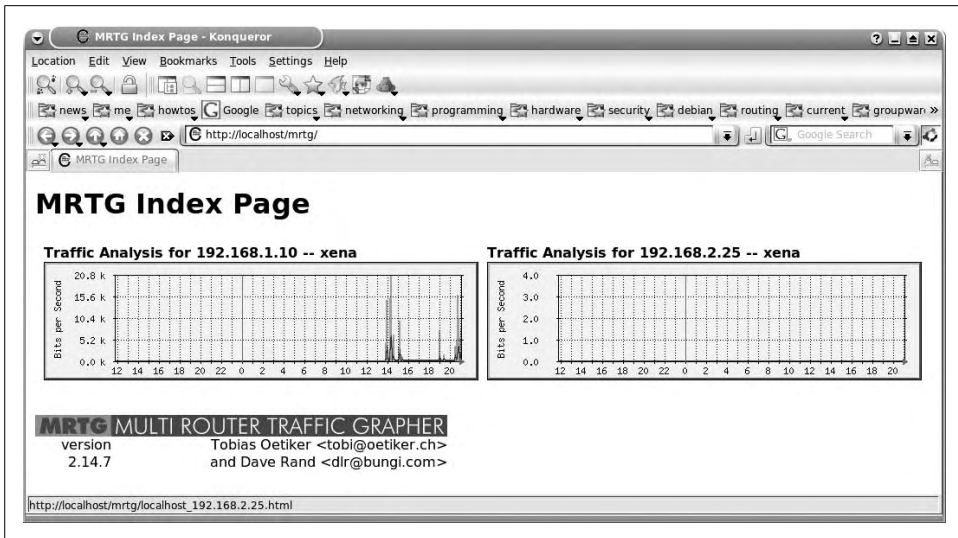 MRTG Index Page - Konqueror
Location Edit View Bookmarks Tools Settings Help
news me howtos Google topics networking programming hardware security debian routing current groupwan »
http://localhost/mrtg/ Google Search
MRTG Index Page
MRTG Index Page
Traffic Analysis for 192.168.1.10 -- xena
Bits per Second
20.8 k
15.6 k
10.4 k
5.2 k
0.0 k
12 14 16 18 20 22 0 2 4 6 8 10 12 14 16 18 20
Traffic Analysis for 192.168.2.25 -- xena
Bits per Second
4.0
3.0
2.0
1.0
0.0
12 14 16 18 20 22 0 2 4 6 8 10 12 14 16 18 20
MRTG MULTI ROUTER TRAFFIC GRAPHER
version Tobias Oetiker <tobi@oetiker.ch>
2.14.7 and Dave Rand <dlr@bungi.com>
http://localhost/mrtg/localhost_192.168.2.25.html